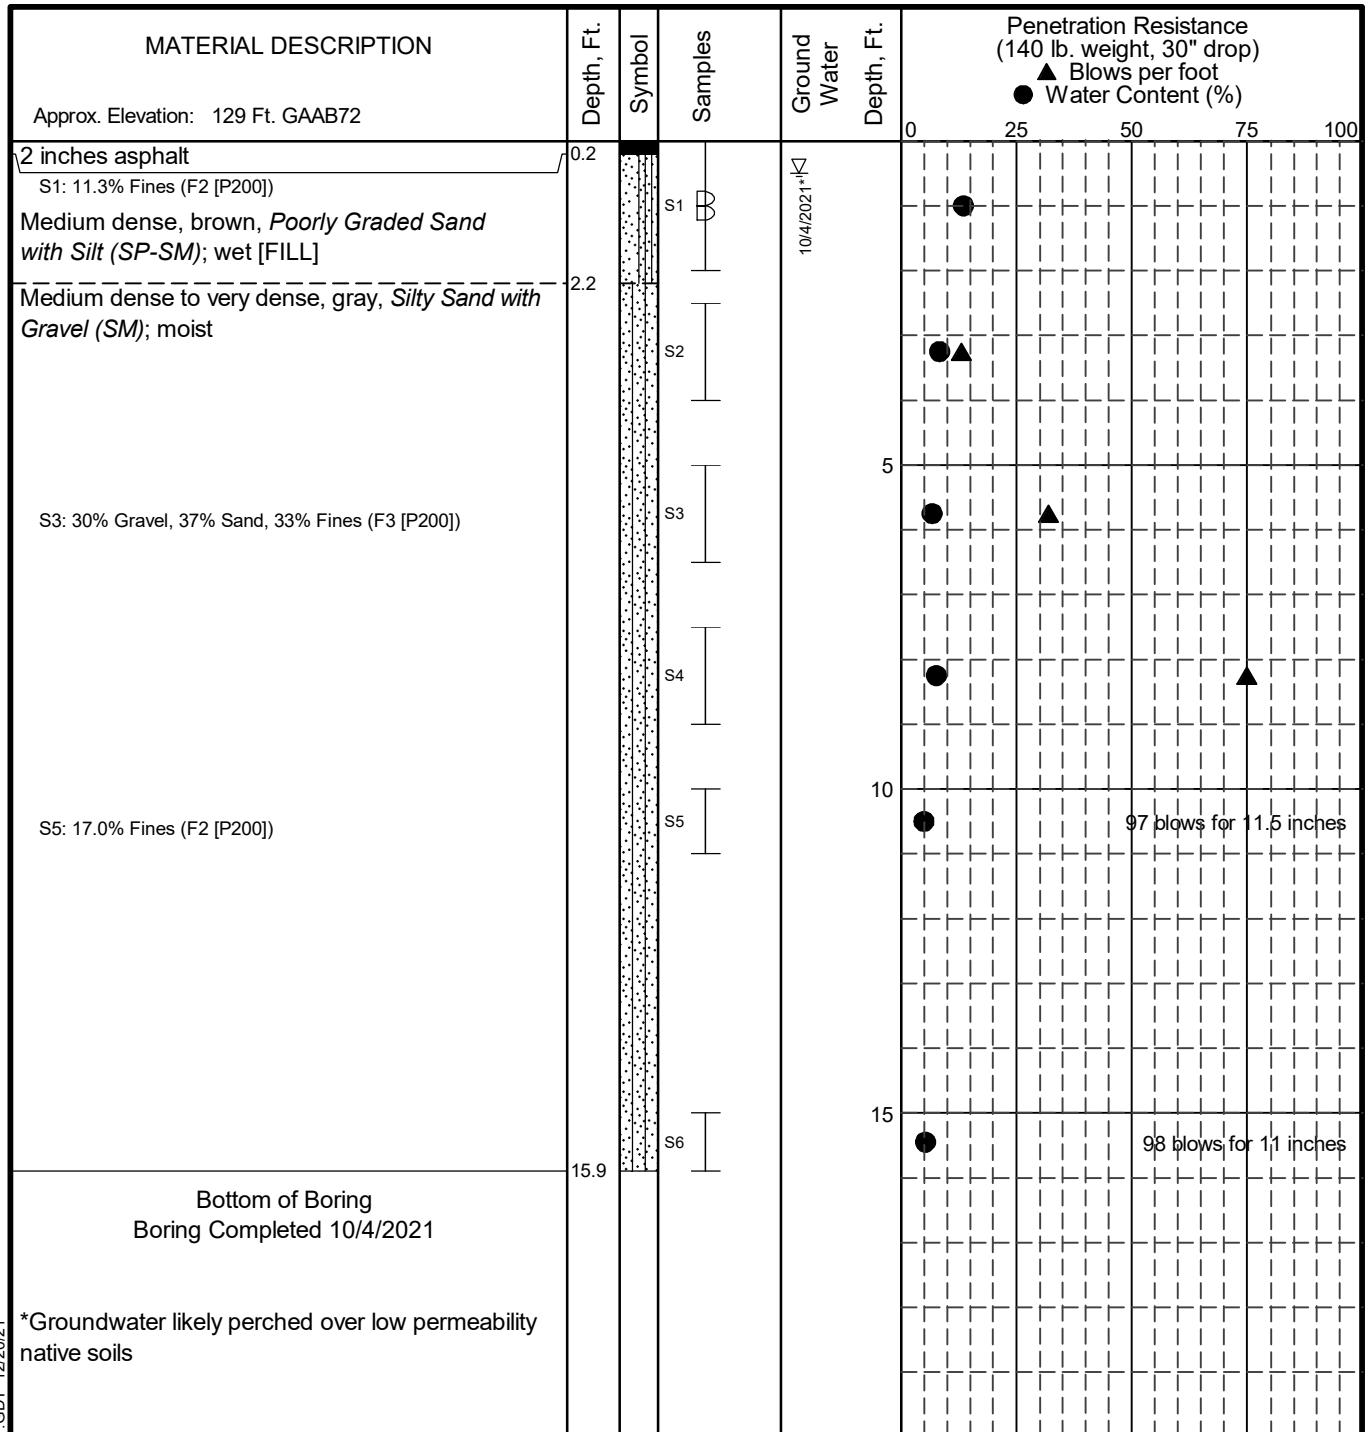 MATERIAL DESCRIPTION
Approx. Elevation: 129 Ft. GAAB72
Depth, Ft.
Symbol
Samples
Ground
Water
Depth, Ft.
Penetration Resistance
(140 lb. weight, 30" drop)
▲ Blows per foot
● Water Content (%)
0 25 50 75 100
2 inches asphalt
0.2
S1: 11.3% Fines (F2 [P200])
Medium dense, brown, Poorly Graded Sand
with Silt (SP-SM); wet [FILL]
S1
10/4/2021*
2.2
Medium dense to very dense, gray, Silty Sand with
Gravel (SM); moist
S2
5
S3: 30% Gravel, 37% Sand, 33% Fines (F3 [P200])
S3
S4
10
S5: 17.0% Fines (F2 [P200])
S5
97 blows for 11.5 inches
15
S6
98 blows for 11 inches
15.9
Bottom of Boring
Boring Completed 10/4/2021
*Groundwater likely perched over low permeability
native soils